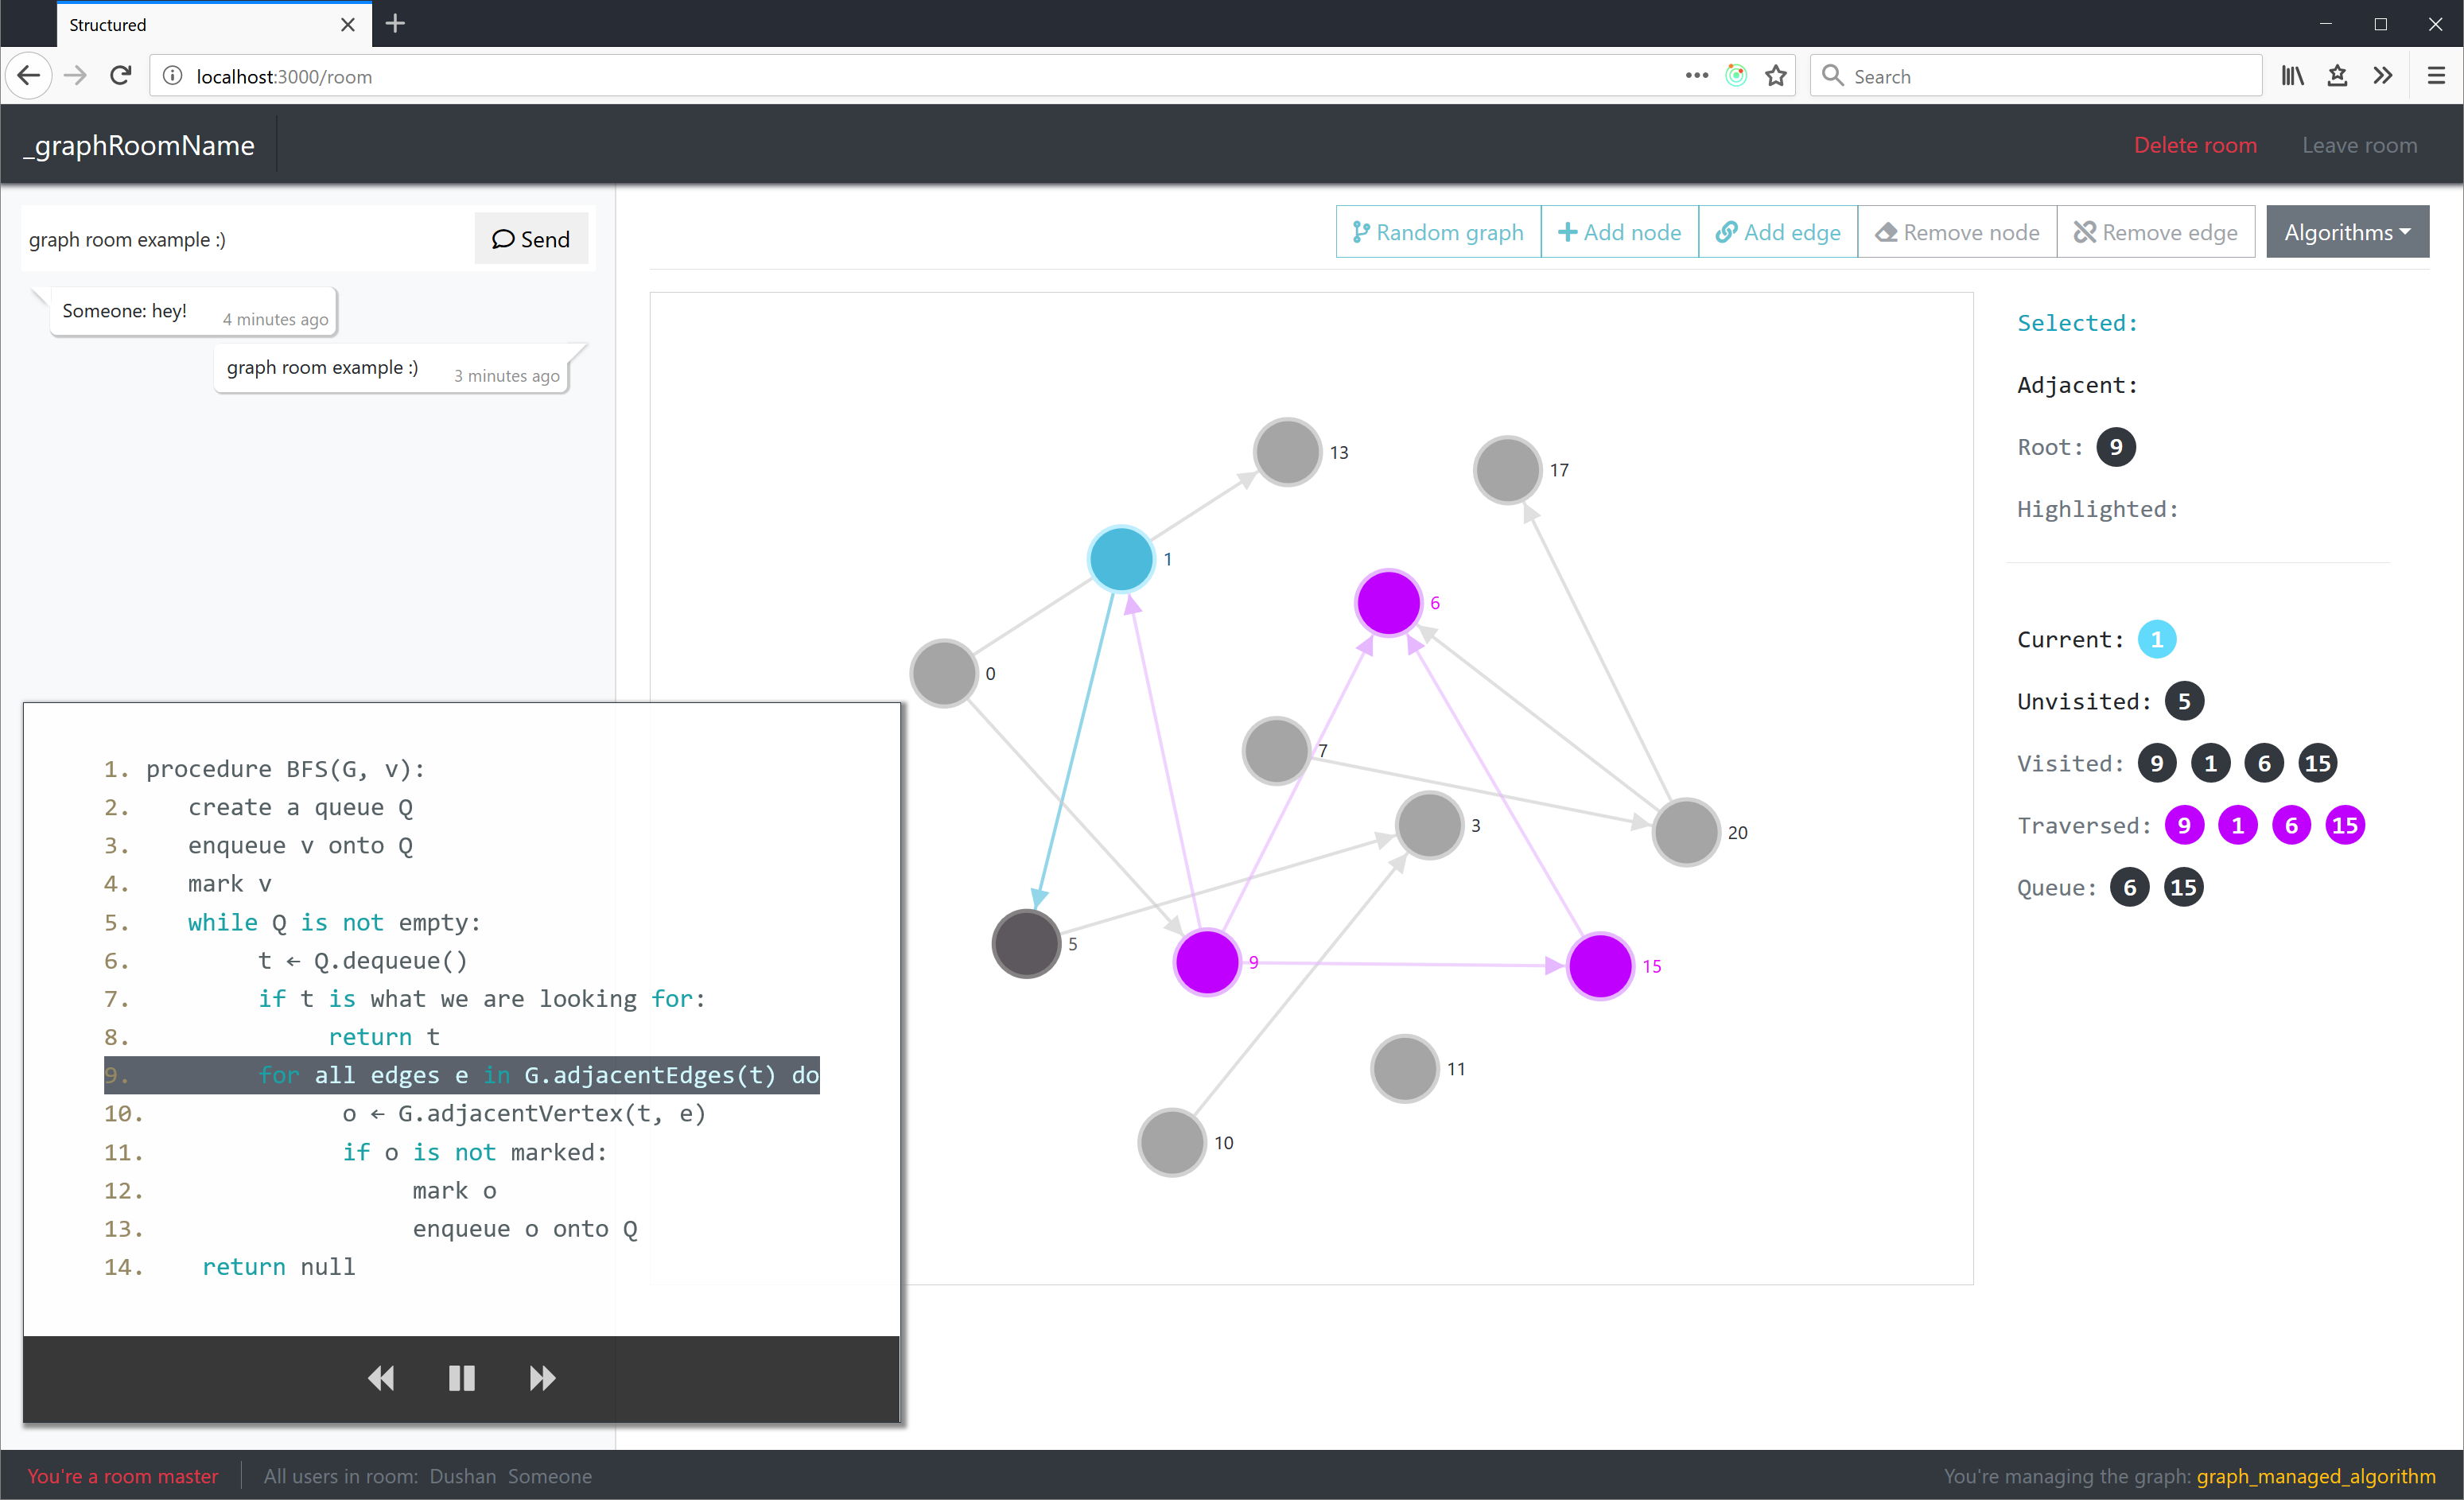 Structured
localhost:3000/room
Search
_graphRoomName
Delete room
Leave room
graph room example :)
Send
Someone: hey!
4 minutes ago
graph room example :)
3 minutes ago
Random graph
Add node
Add edge
Remove node
Remove edge
Algorithms
13
17
1
6
0
7
3
20
5
9
15
11
10
Selected:
Adjacent:
Root: 9
Highlighted:
Current: 1
Unvisited: 5
Visited: 9 1 6 15
Traversed: 9 1 6 15
Queue: 6 15
1. procedure BFS(G, v):
2. create a queue Q
3. enqueue v onto Q
4. mark v
5. while Q is not empty:
6. t ← Q.dequeue()
7. if t is what we are looking for:
8. return t
9. for all edges e in G.adjacentEdges(t) do
10. o ← G.adjacentVertex(t, e)
11. if o is not marked:
12. mark o
13. enqueue o onto Q
14. return null
You're a room master
All users in room: Dushan Someone
You're managing the graph: graph_managed_algorithm